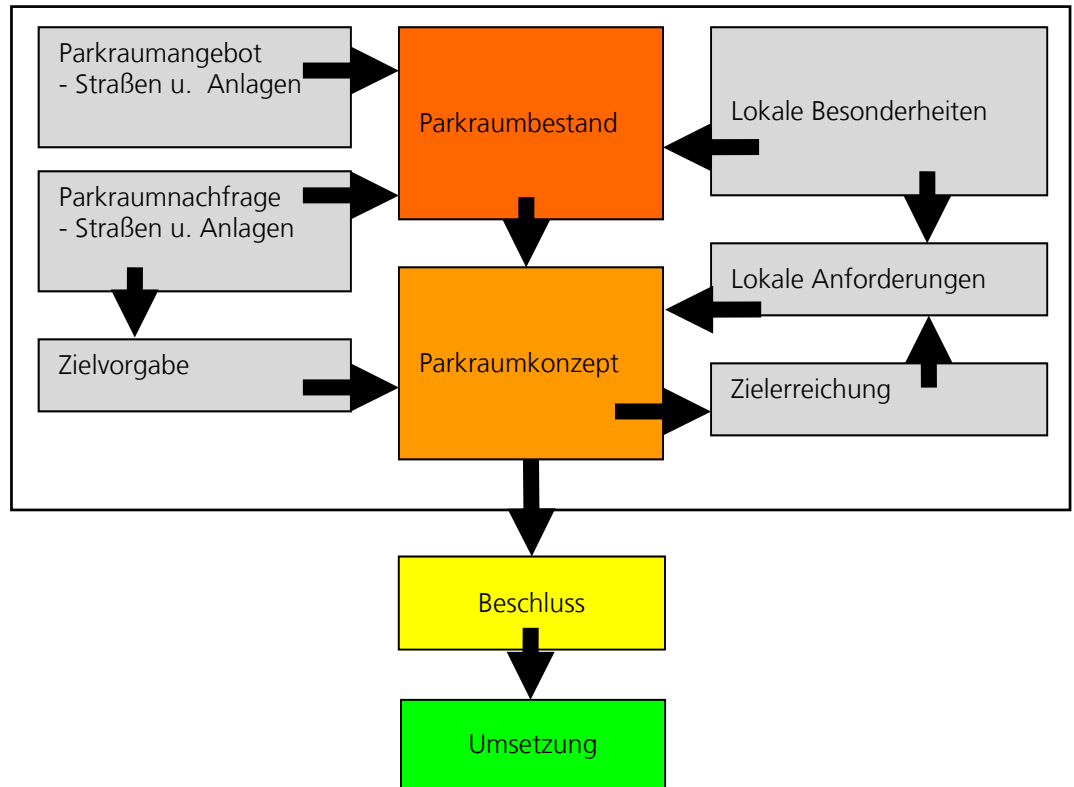 Parkraumangebot
- Straßen u. Anlagen
Parkraumbestand
Lokale Besonderheiten
Parkraumnachfrage
- Straßen u. Anlagen
Lokale Anforderungen
Zielvorgabe
Parkraumkonzept
Zielerreichung
Beschluss
Umsetzung